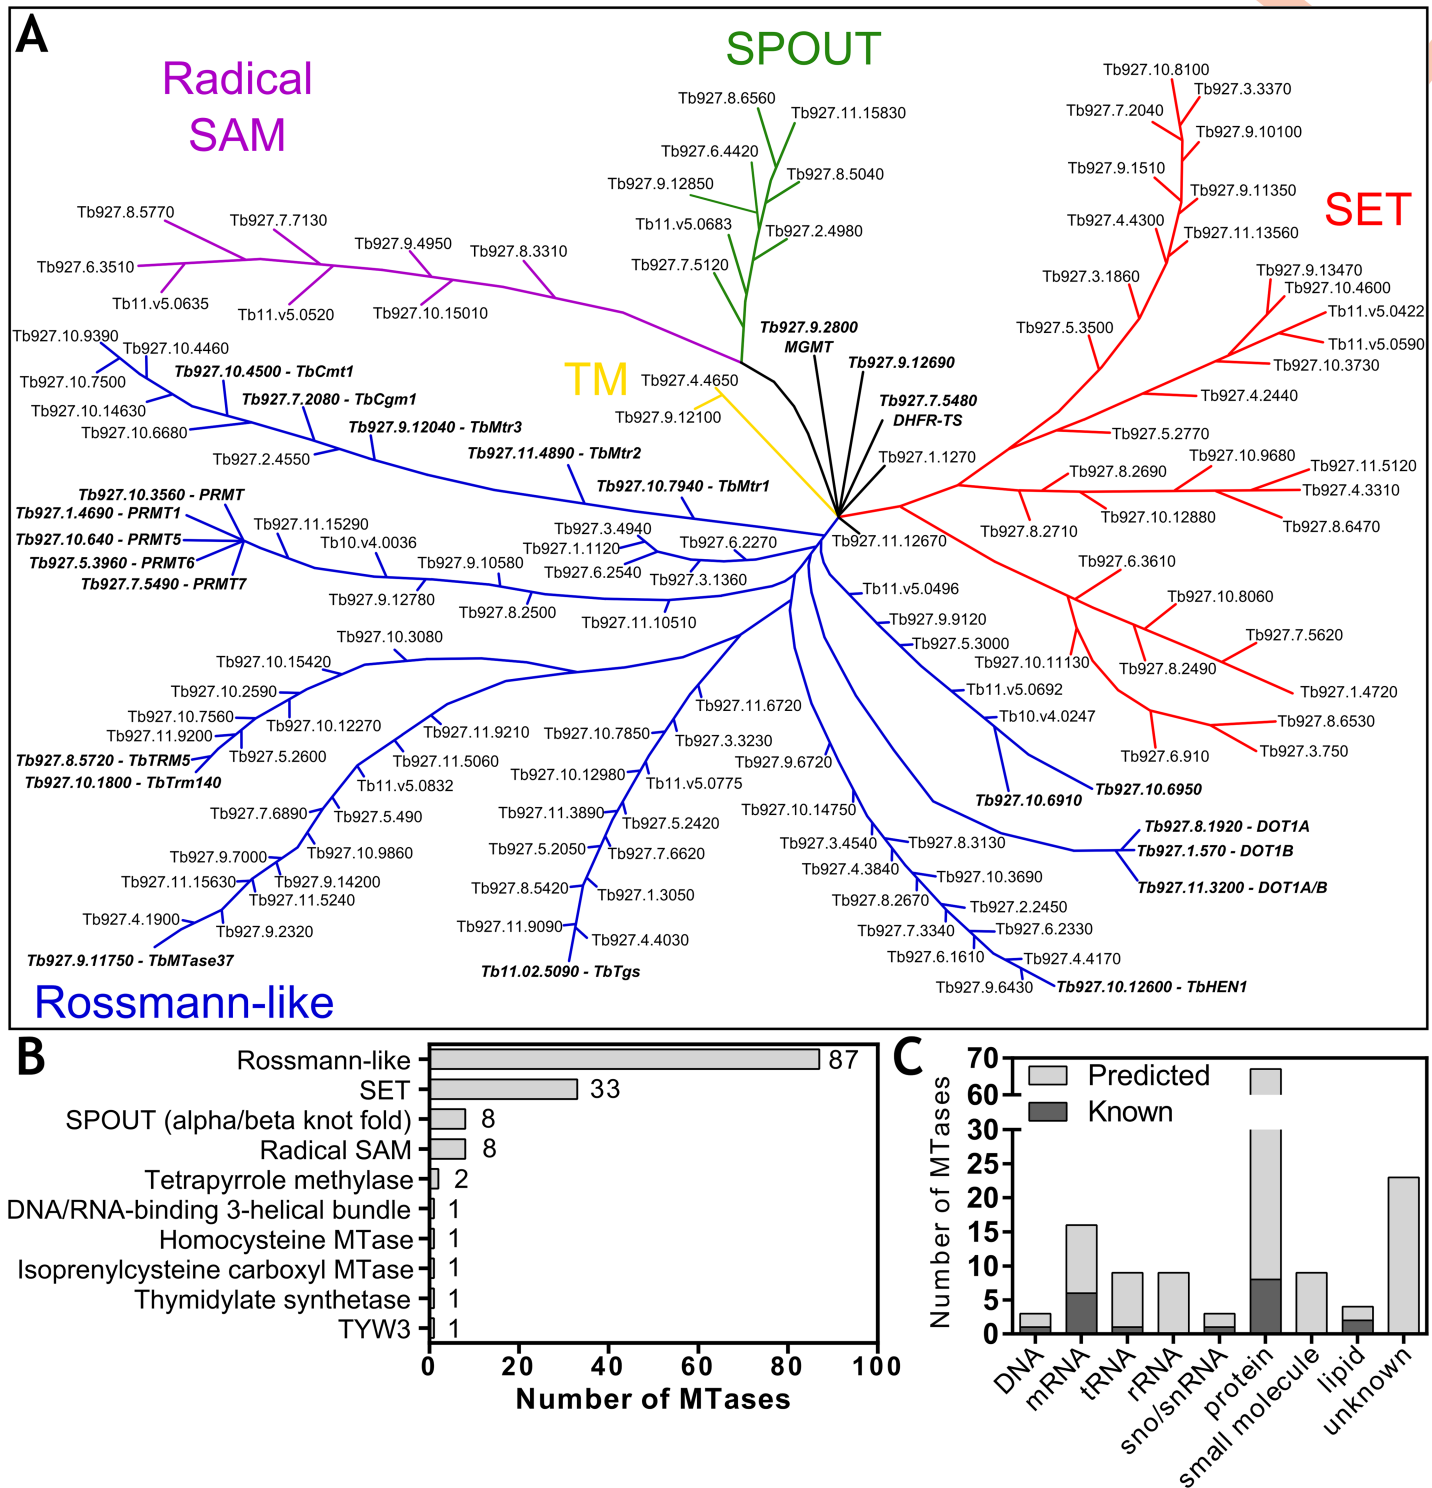 A
Radical
SAM
SPOUT
SET
TM
Rossmann-like
Tb927.8.5770
Tb927.7.7130
Tb927.9.4950
Tb927.8.3310
Tb927.6.3510
Tb11.v5.0635
Tb11.v5.0520
Tb927.10.15010
Tb927.8.6560
Tb927.11.15830
Tb927.6.4420
Tb927.8.5040
Tb927.9.12850
Tb11.v5.0683
Tb927.2.4980
Tb927.7.5120
Tb927.9.2800
MGMT
Tb927.9.12690
Tb927.7.5480
DHFR-TS
Tb927.1.1270
Tb927.11.12670
Tb927.4.4650
Tb927.9.12100
Tb927.10.8100
Tb927.3.3370
Tb927.7.2040
Tb927.9.10100
Tb927.9.1510
Tb927.9.11350
Tb927.4.4300
Tb927.11.13560
Tb927.3.1860
Tb927.5.3500
Tb927.9.13470
Tb927.10.4600
Tb11.v5.0422
Tb11.v5.0590
Tb927.10.3730
Tb927.4.2440
Tb927.5.2770
Tb927.8.2690
Tb927.10.9680
Tb927.11.5120
Tb927.4.3310
Tb927.8.6470
Tb927.10.12880
Tb927.8.2710
Tb927.6.3610
Tb927.10.8060
Tb927.7.5620
Tb927.10.11130
Tb927.8.2490
Tb927.1.4720
Tb927.8.6530
Tb927.3.750
Tb927.6.910
Tb927.10.9390
Tb927.10.4460
Tb927.10.7500
Tb927.10.4500 - TbCmt1
Tb927.10.14630
Tb927.7.2080 - TbCgm1
Tb927.10.6680
Tb927.9.12040 - TbMtr3
Tb927.2.4550
Tb927.11.4890 - TbMtr2
Tb927.10.7940 - TbMtr1
Tb927.10.3560 - PRMT
Tb927.1.4690 - PRMT1
Tb927.10.640 - PRMT5
Tb927.5.3960 - PRMT6
Tb927.7.5490 - PRMT7
Tb927.11.15290
Tb10.v4.0036
Tb927.9.10580
Tb927.9.12780
Tb927.8.2500
Tb927.11.10510
Tb927.3.4940
Tb927.1.1120
Tb927.6.2540
Tb927.6.2270
Tb927.3.1360
Tb927.10.3080
Tb927.10.15420
Tb927.10.2590
Tb927.10.7560
Tb927.10.12270
Tb927.11.9200
Tb927.5.2600
Tb927.8.5720 - TbTRM5
Tb927.10.1800 - TbTrm140
Tb927.11.9210
Tb927.11.5060
Tb11.v5.0832
Tb927.7.6890
Tb927.5.490
Tb927.10.9860
Tb927.9.7000
Tb927.11.15630
Tb927.9.14200
Tb927.11.5240
Tb927.4.1900
Tb927.9.2320
Tb927.9.11750 - TbMTase37
Tb927.11.6720
Tb927.10.7850
Tb927.3.3230
Tb927.10.12980
Tb11.v5.0775
Tb927.11.3890
Tb927.5.2420
Tb927.5.2050
Tb927.7.6620
Tb927.8.5420
Tb927.1.3050
Tb927.11.9090
Tb927.4.4030
Tb11.02.5090 - TbTgs
Tb927.9.6720
Tb927.10.14750
Tb927.3.4540
Tb927.8.3130
Tb927.4.3840
Tb927.10.3690
Tb927.8.2670
Tb927.2.2450
Tb927.7.3340
Tb927.6.2330
Tb927.6.1610
Tb927.4.4170
Tb927.9.6430
Tb927.10.12600 - TbHEN1
Tb11.v5.0496
Tb927.9.9120
Tb927.5.3000
Tb11.v5.0692
Tb10.v4.0247
Tb927.10.6910
Tb927.10.6950
Tb927.8.1920 - DOT1A
Tb927.1.570 - DOT1B
Tb927.11.3200 - DOT1A/B
B
Rossmann-like 87
SET 33
SPOUT (alpha/beta knot fold) 8
Radical SAM 8
Tetrapyrrole methylase 2
DNA/RNA-binding 3-helical bundle 1
Homocysteine MTase 1
Isoprenylcysteine carboxyl MTase 1
Thymidylate synthetase 1
TYW3 1
0 20 40 60 80 100
Number of MTases
C
Number of MTases
70
60
30
25
20
15
10
5
0
Predicted
Known
DNA
mRNA
tRNA
rRNA
sno/snRNA
protein
small molecule
lipid
unknown